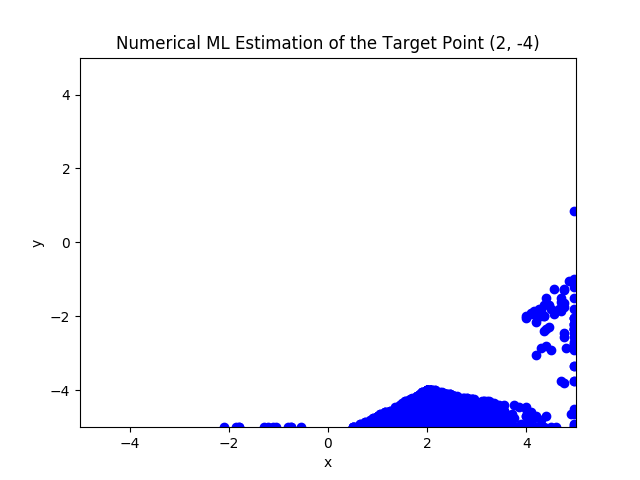 Numerical ML Estimation of the Target Point (2, -4)
4
2
0
−2
−4
y
−4 −2 0 2 4
x